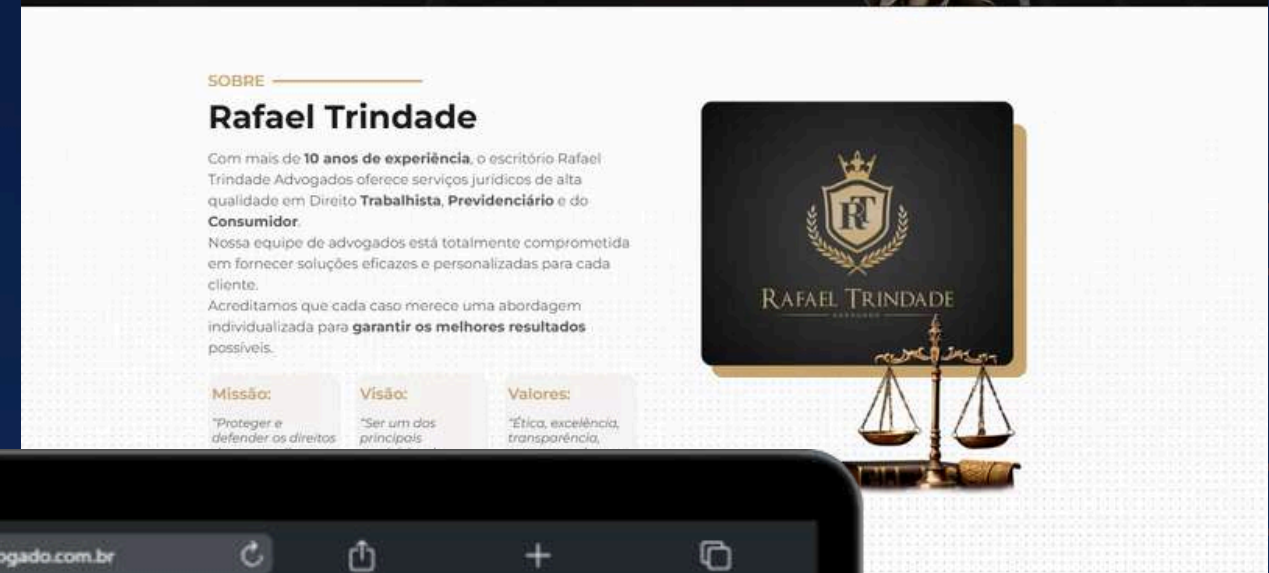 SOBRE
Rafael Trindade
Com mais de 10 anos de experiência, o escritório Rafael
Trindade Advogados oferece serviços jurídicos de alta
qualidade em Direito Trabalhista, Previdenciário e do
Consumidor.
Nossa equipe de advogados está totalmente comprometida
em fornecer soluções eficazes e personalizadas para cada
cliente.
Acreditamos que cada caso merece uma abordagem
individualizada para garantir os melhores resultados
possíveis.
Missão:
"Proteger e
defender os direitos
Visão:
"Ser um dos
principais
Valores:
"Ética, excelência,
transparência,
RT
RAFAEL TRINDADE
ADVOGADO
ogado.com.br